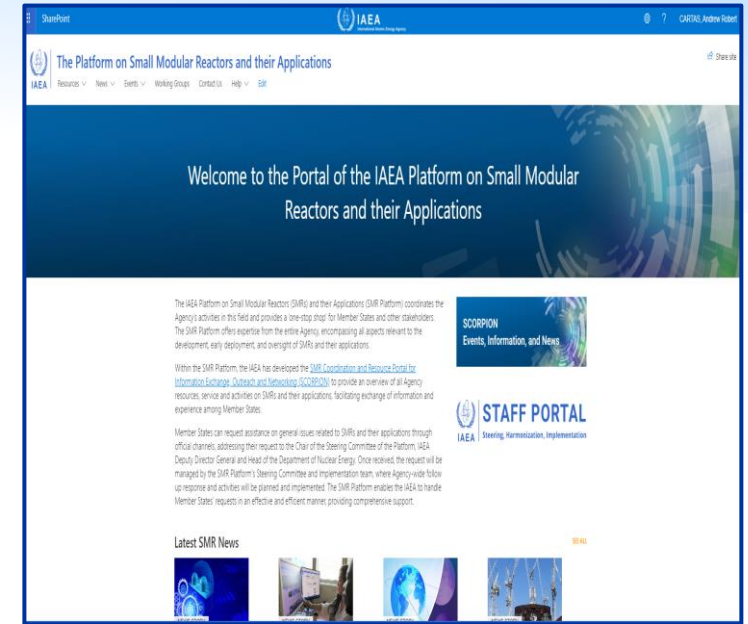 SharePoint
IAEA
International Atomic Energy Agency
? CARTAS, Andrew Robert
IAEA
The Platform on Small Modular Reactors and their Applications
Share site
Resources News Events Working Groups Contact Us Help Edit
Welcome to the Portal of the IAEA Platform on Small Modular
Reactors and their Applications
The IAEA Platform on Small Modular Reactors (SMRs) and their Applications (SMR Platform) coordinates the
Agency's activities in this field and provides a 'one-stop shop' for Member States and other stakeholders.
The SMR Platform offers expertise from the entire Agency, encompassing all aspects relevant to the
development, early deployment, and oversight of SMRs and their applications.
Within the SMR Platform, the IAEA has developed the SMR Coordination and Resource Portal for
Information Exchange, Outreach and Networking (SCORPION) to provide an overview of all Agency
resources, service and activities on SMRs and their applications, facilitating exchange of information and
experience among Member States.
Member States can request assistance on general issues related to SMRs and their applications through
official channels, addressing their request to the Chair of the Steering Committee of the Platform, IAEA
Deputy Director General and Head of the Department of Nuclear Energy. Once received, the request will be
managed by the SMR Platform's Steering Committee and Implementation team, where Agency-wide follow
up response and activities will be planned and implemented. The SMR Platform enables the IAEA to handle
Member States' requests in an effective and efficient manner, providing comprehensive support.
SCORPION
Events, Information, and News
IAEA
STAFF PORTAL
Steering, Harmonization, Implementation
Latest SMR News
SEE ALL
NEWS STORY
NEWS STORY
NEWS STORY
NEWS STORY